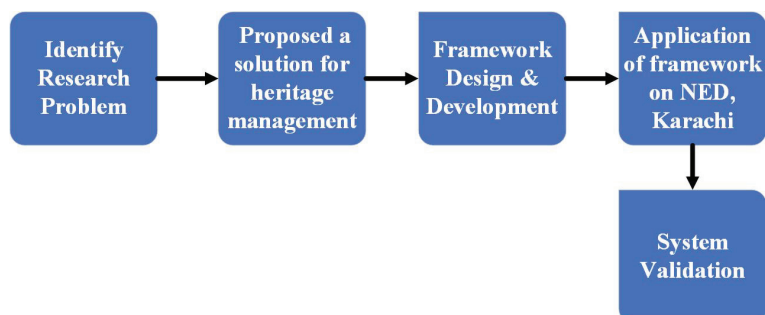 Identify
Research
Problem
Proposed a
solution for
heritage
management
Framework
Design &
Development
Application
of framework
on NED,
Karachi
System
Validation